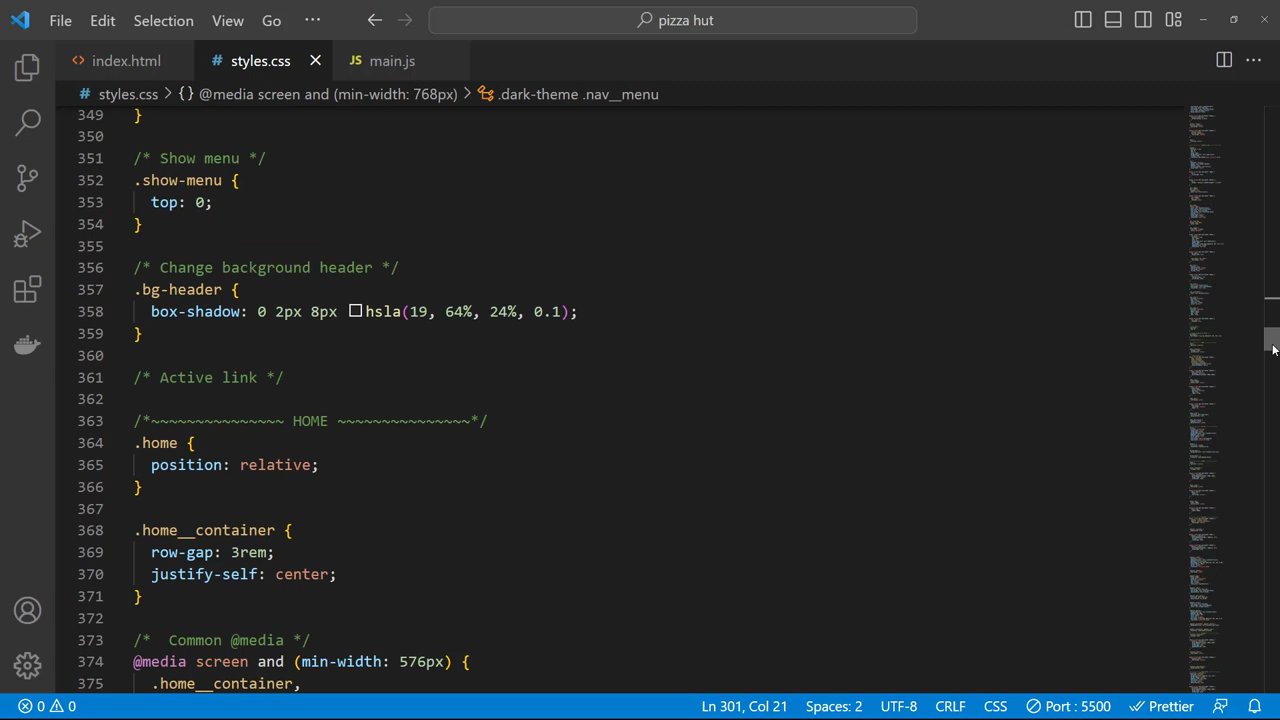 File Edit Selection View Go ··· pizza hut
<> index.html # styles.css JS main.js
# styles.css > {} @media screen and (min-width: 768px) > .dark-theme .nav__menu
349 }
350
351 /* Show menu */
352 .show-menu {
353 top: 0;
354 }
355
356 /* Change background header */
357 .bg-header {
358 box-shadow: 0 2px 8px hsla(19, 64%, 24%, 0.1);
359 }
360
361 /* Active link */
362
363 /*~~~~~~~~~~~~~~~ HOME ~~~~~~~~~~~~~~~*/
364 .home {
365 position: relative;
366 }
367
368 .home__container {
369 row-gap: 3rem;
370 justify-self: center;
371 }
372
373 /*  Common @media */
374 @media screen and (min-width: 576px) {
375 .home__container,
0 0 Ln 301, Col 21 Spaces: 2 UTF-8 CRLF CSS Port : 5500 Prettier